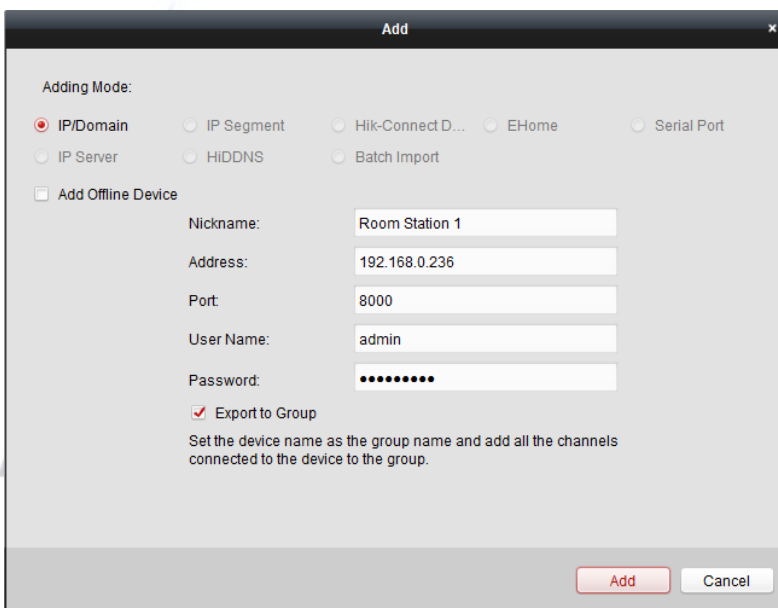 Add
Adding Mode:
IP/Domain IP Segment Hik-Connect D... EHome Serial Port
IP Server HiDDNS Batch Import
Add Offline Device
Nickname: Room Station 1
Address: 192.168.0.236
Port: 8000
User Name: admin
Password: ●●●●●●●●●
Export to Group
Set the device name as the group name and add all the channels
connected to the device to the group.
Add Cancel